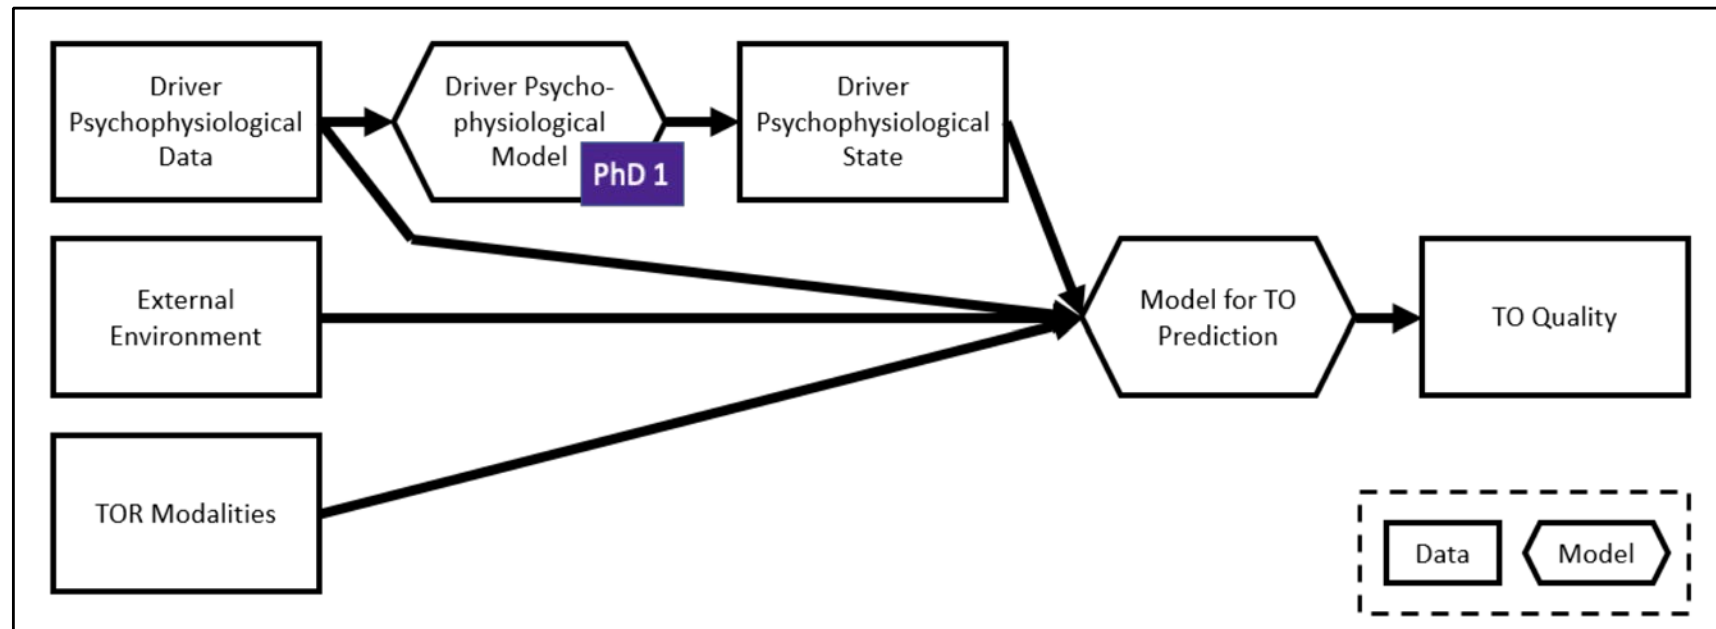 Driver
Psychophysiological
Data
Driver Psycho-
physiological
Model
PhD 1
Driver
Psychophysiological
State
External
Environment
Model for TO
Prediction
TO Quality
TOR Modalities
Data
Model